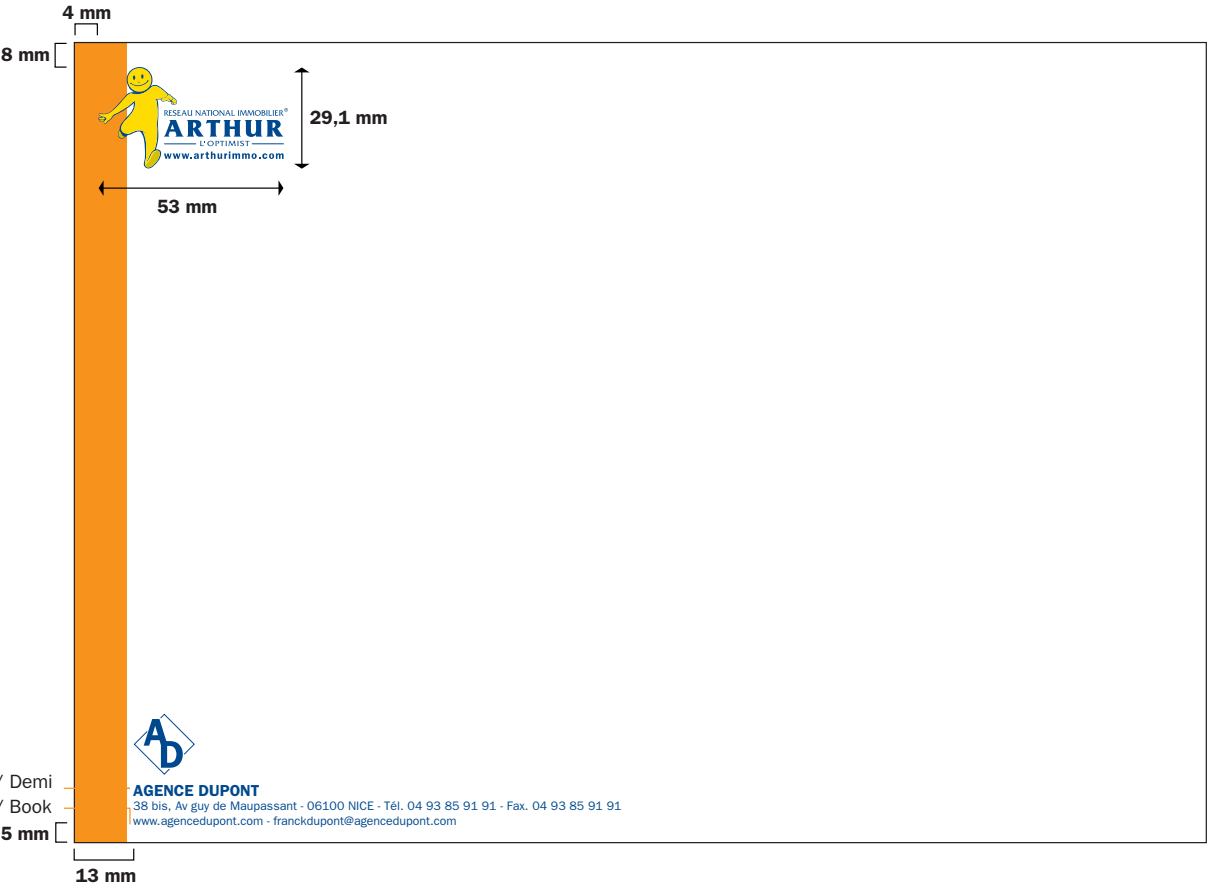 4 mm
8 mm
RESEAU NATIONAL IMMOBILIER®
ARTHUR
L'OPTIMIST
www.arthurimmo.com
29,1 mm
53 mm
AD
/ Demi
/ Book
AGENCE DUPONT
38 bis, Av guy de Maupassant - 06100 NICE - Tél. 04 93 85 91 91 - Fax. 04 93 85 91 91
www.agencedupont.com - franckdupont@agencedupont.com
5 mm
13 mm